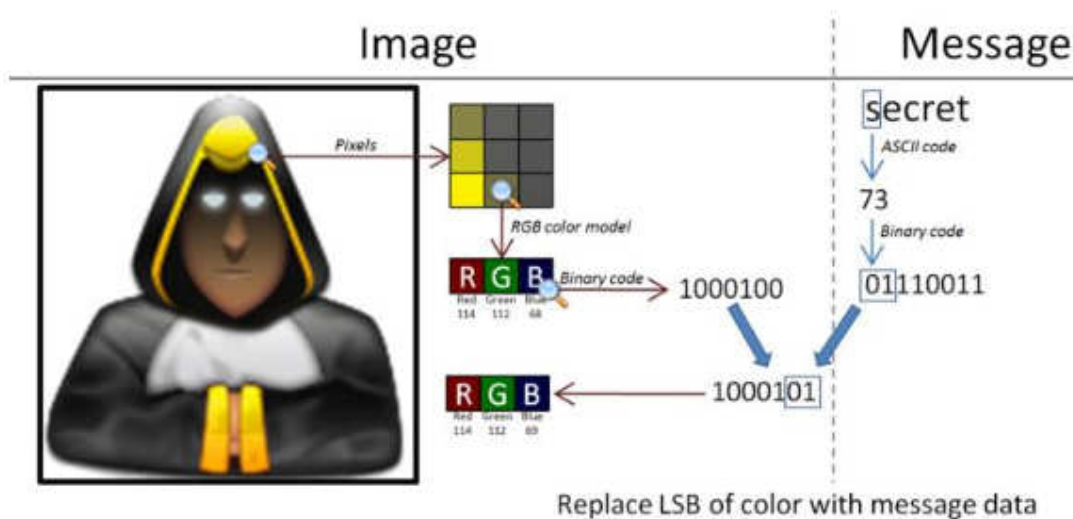 Image
Message
secret
ASCII code
73
Binary code
01110011
Pixels
RGB color model
R G B
Red Green Blue
114 112 68
Binary code
1000100
1000101
R G B
Red Green Blue
114 112 69
Replace LSB of color with message data